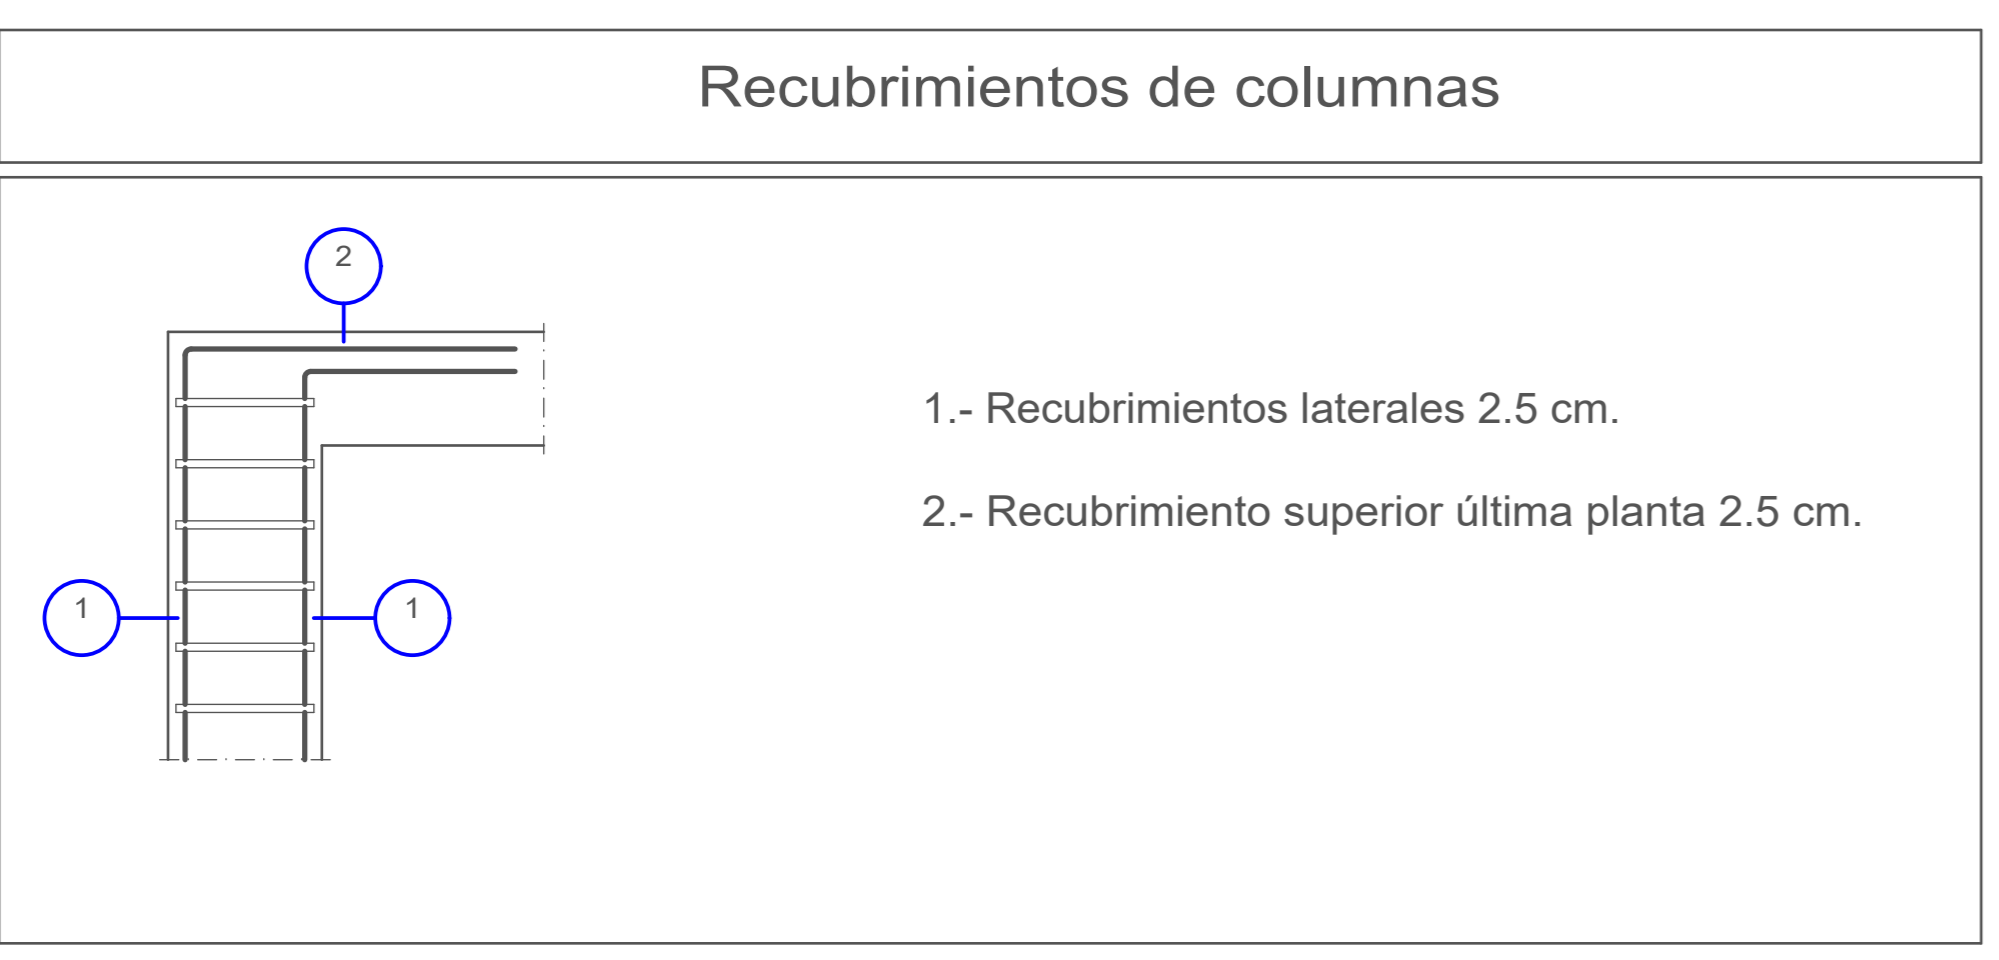 Recubrimientos de columnas
2
1.- Recubrimientos laterales 2.5 cm.
2.- Recubrimiento superior última planta 2.5 cm.
1
1